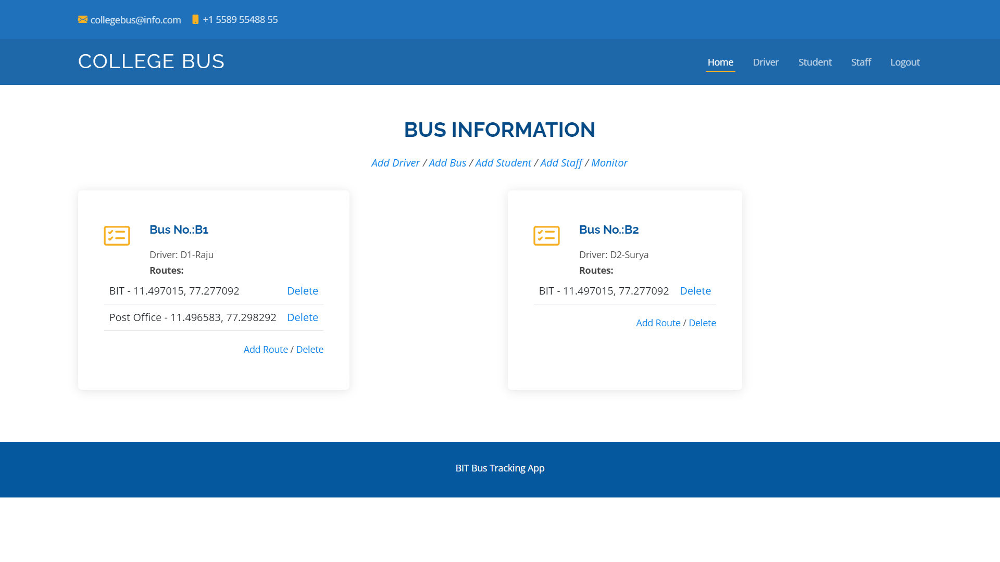 collegebus@info.com +1 5589 55488 55
COLLEGE BUS
Home Driver Student Staff Logout
BUS INFORMATION
Add Driver / Add Bus / Add Student / Add Staff / Monitor
Bus No.:B1
Driver: D1-Raju
Routes:
BIT - 11.497015, 77.277092 Delete
Post Office - 11.496583, 77.298292 Delete
Add Route / Delete
Bus No.:B2
Driver: D2-Surya
Routes:
BIT - 11.497015, 77.277092 Delete
Add Route / Delete
BIT Bus Tracking App